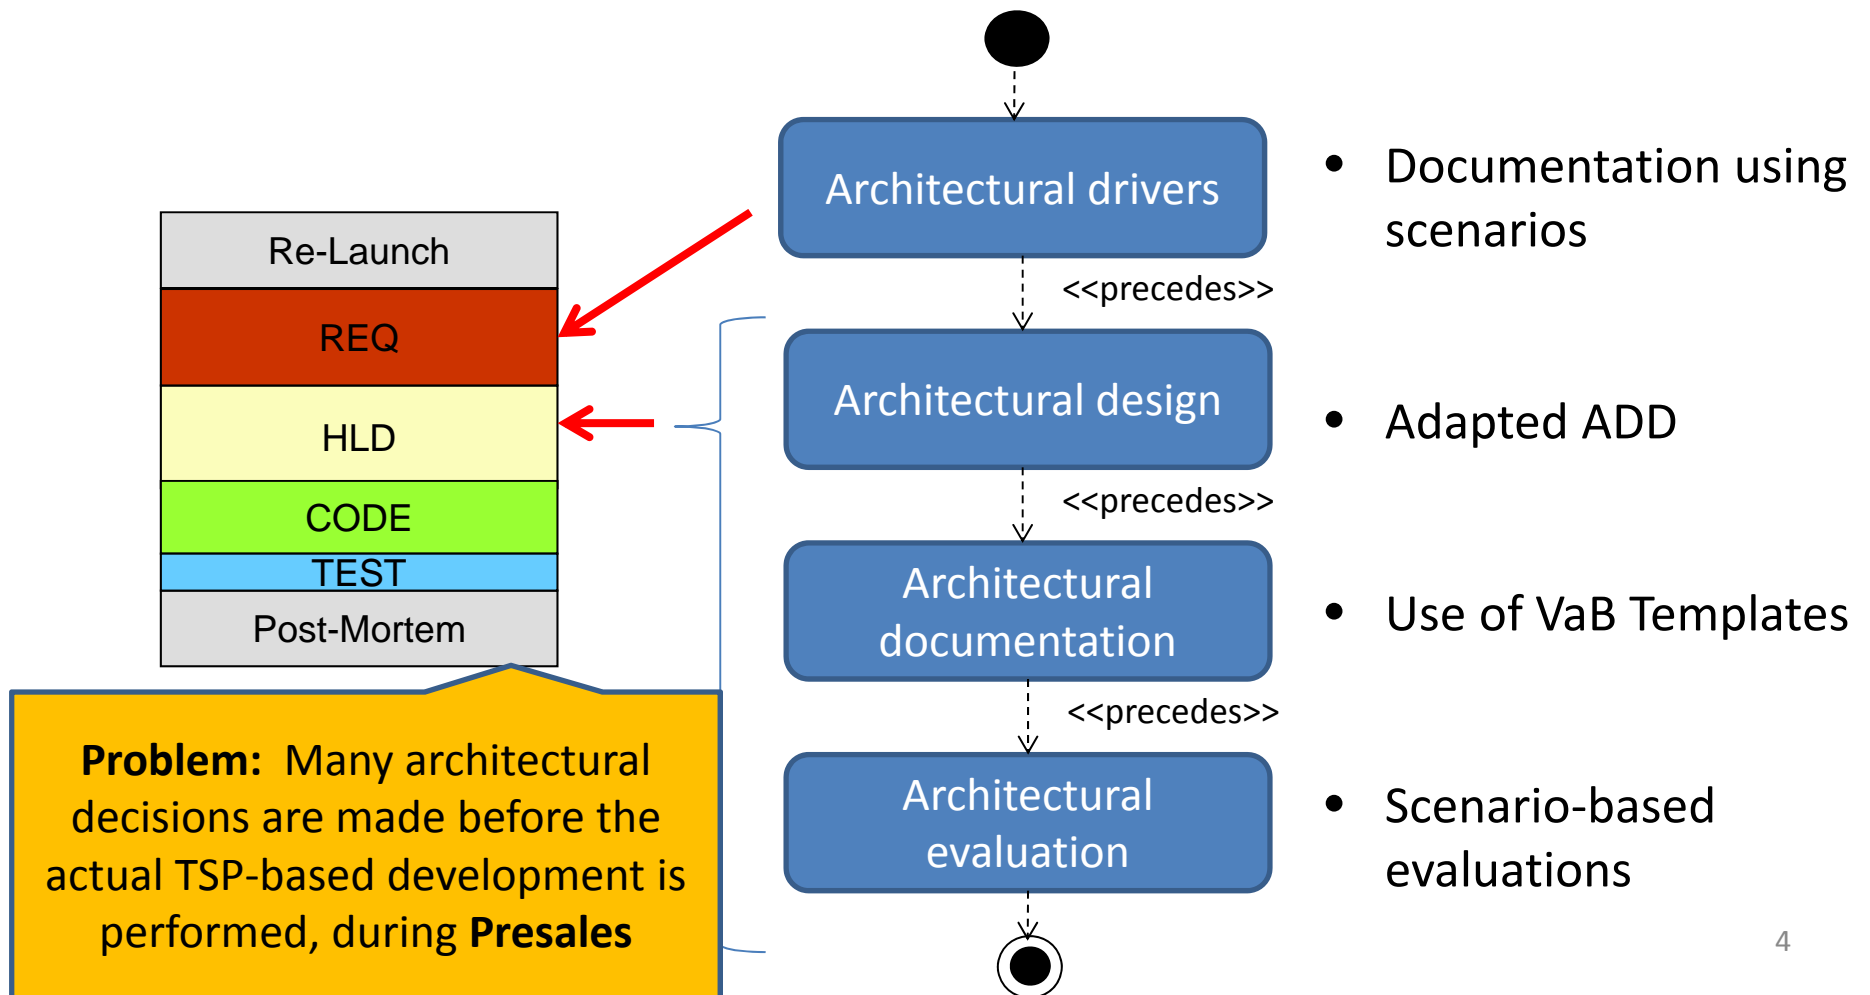 Re-Launch
REQ
HLD
CODE
TEST
Post-Mortem
Problem: Many architectural
decisions are made before the
actual TSP-based development is
performed, during Presales
Architectural drivers
<<precedes>>
Architectural design
<<precedes>>
Architectural
documentation
<<precedes>>
Architectural
evaluation
• Documentation using
scenarios
• Adapted ADD
• Use of VaB Templates
• Scenario-based
evaluations
4